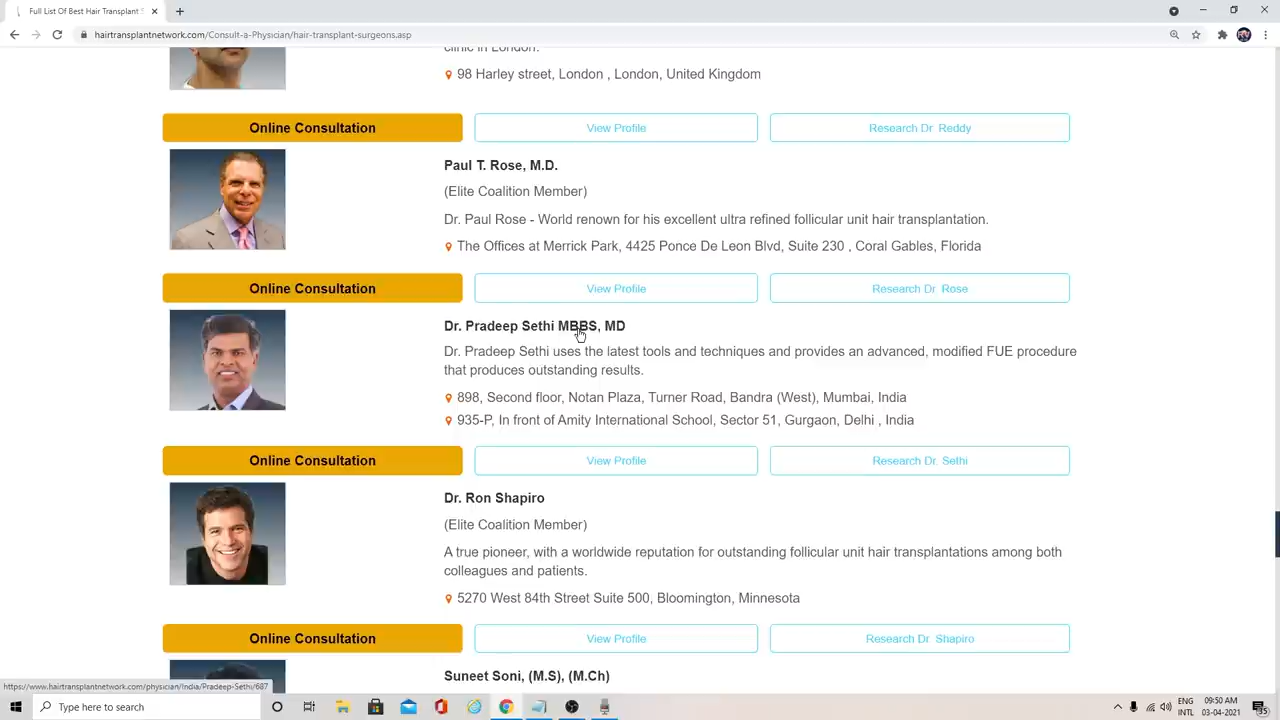 Full List Of Best Hair Transplant S
hairtransplantnetwork.com/Consult-a-Physician/hair-transplant-surgeons.asp
clinic in London.
98 Harley street, London , London, United Kingdom
Online Consultation
View Profile
Research Dr Reddy
Paul T. Rose, M.D.
(Elite Coalition Member)
Dr. Paul Rose - World renown for his excellent ultra refined follicular unit hair transplantation.
The Offices at Merrick Park, 4425 Ponce De Leon Blvd, Suite 230 , Coral Gables, Florida
Online Consultation
View Profile
Research Dr Rose
Dr. Pradeep Sethi MBBS, MD
Dr. Pradeep Sethi uses the latest tools and techniques and provides an advanced, modified FUE procedure
that produces outstanding results.
898, Second floor, Notan Plaza, Turner Road, Bandra (West), Mumbai, India
935-P, In front of Amity International School, Sector 51, Gurgaon, Delhi , India
Online Consultation
View Profile
Research Dr. Sethi
Dr. Ron Shapiro
(Elite Coalition Member)
A true pioneer, with a worldwide reputation for outstanding follicular unit hair transplantations among both
colleagues and patients.
5270 West 84th Street Suite 500, Bloomington, Minnesota
Online Consultation
View Profile
Research Dr Shapiro
Suneet Soni, (M.S), (M.Ch)
https://www.hairtransplantnetwork.com/physician/India/Pradeep-Sethi/687
Type here to search
ENG
INTL
09:50 AM
03-04-2021